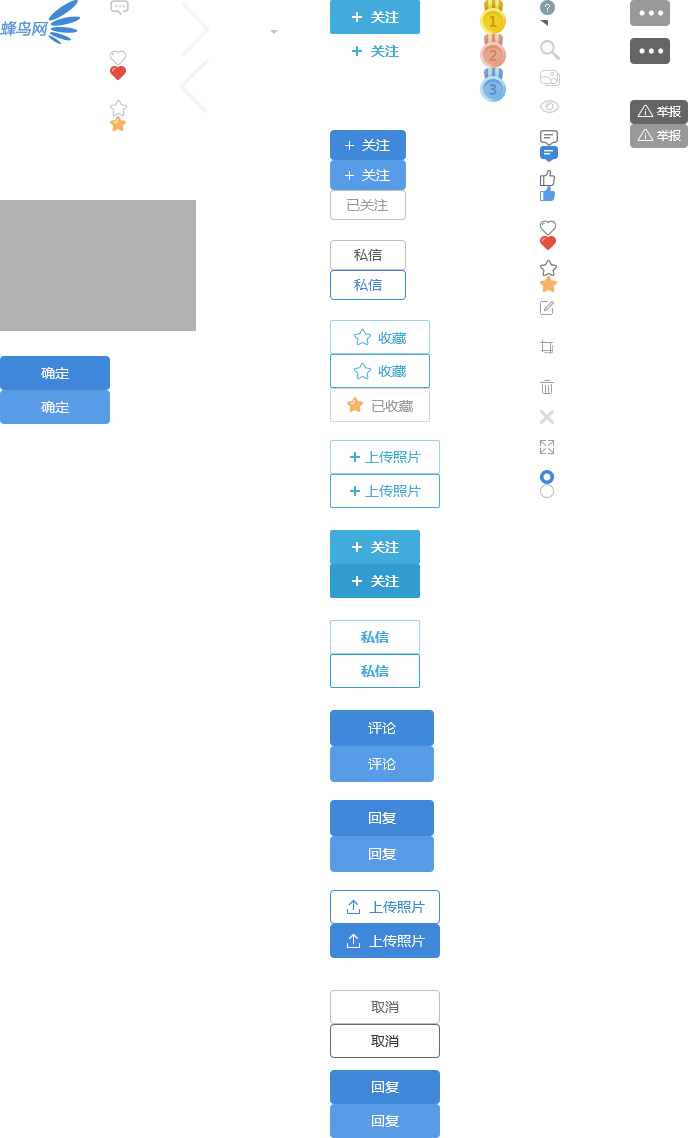 蜂鸟网
+ 关注
+ 关注
1
2
3
?
举报
举报
+ 关注
+ 关注
已关注
私信
私信
收藏
收藏
已收藏
确定
确定
+ 上传照片
+ 上传照片
+ 关注
+ 关注
私信
私信
评论
评论
回复
回复
上传照片
上传照片
取消
取消
回复
回复